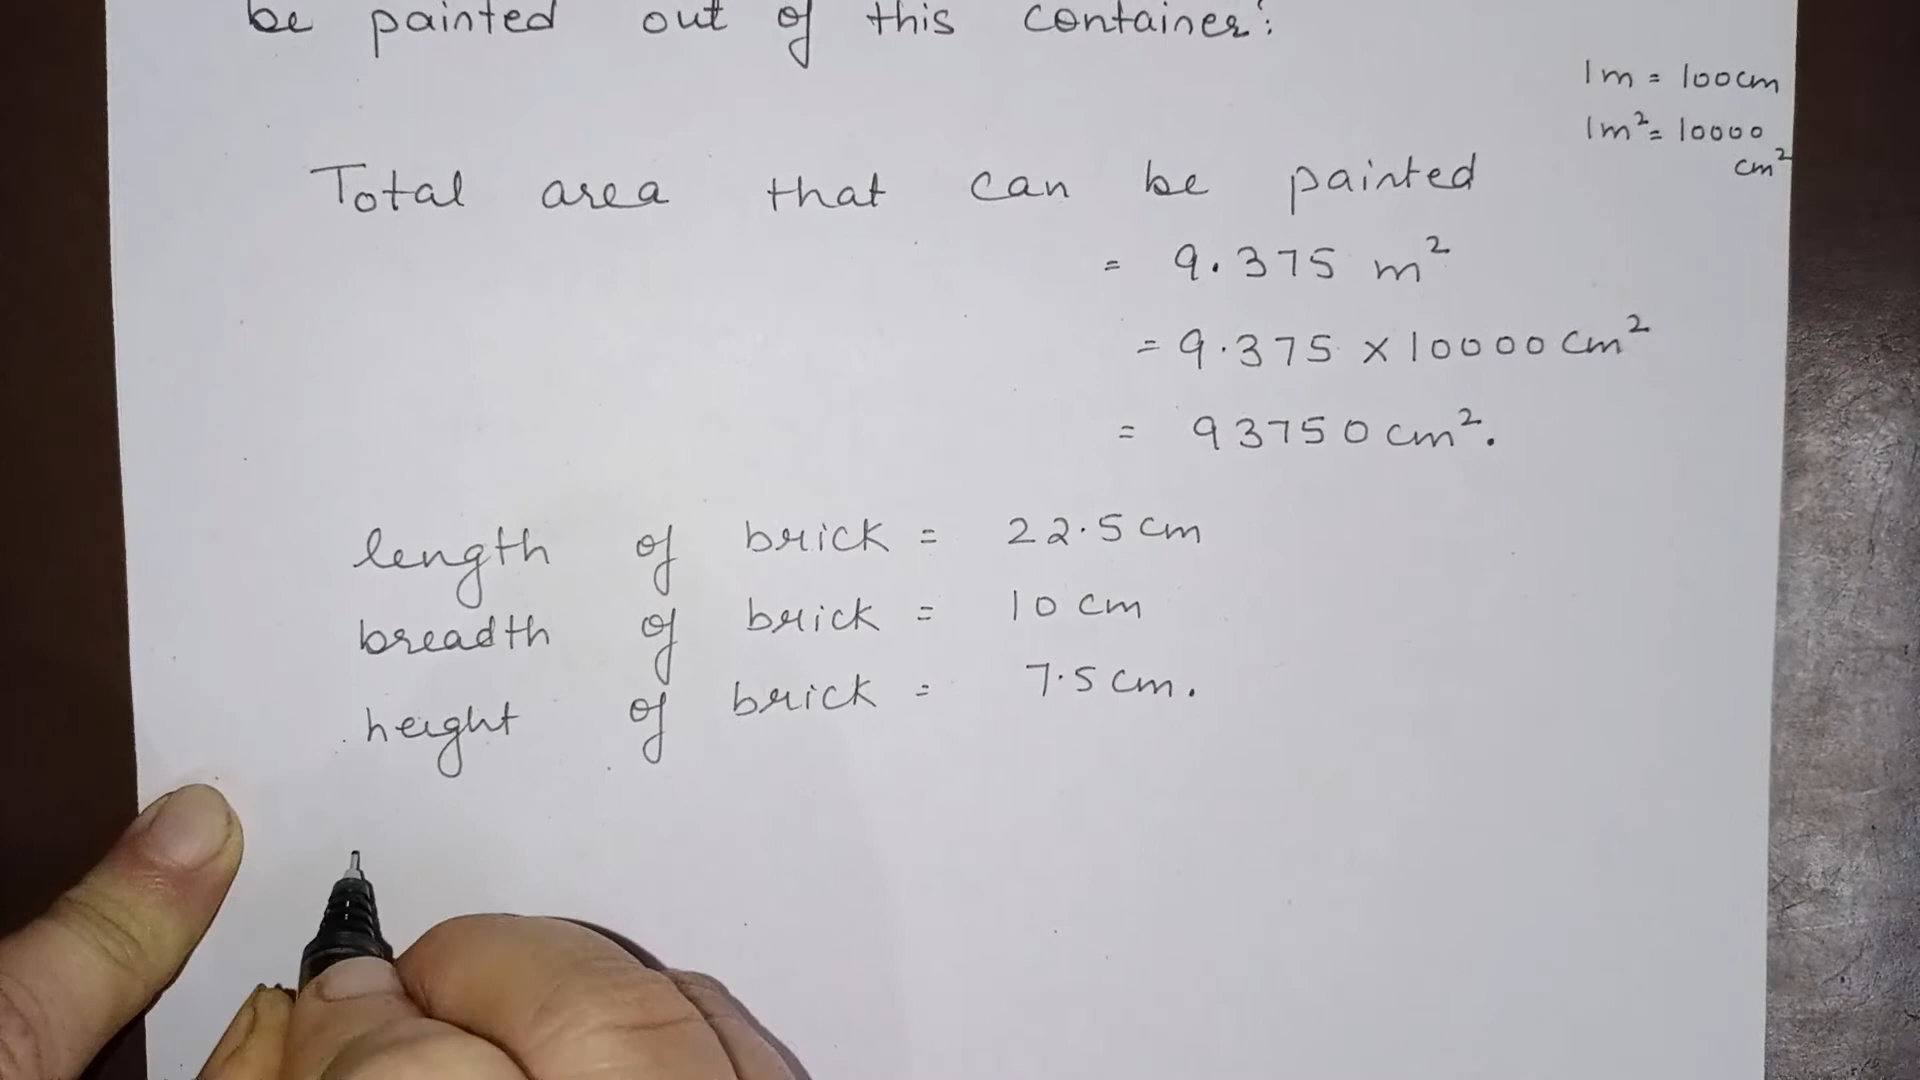 be painted out of this container?
1m = 100cm
1m² = 10000
cm²
Total area that can be painted
= 9.375 m²
= 9.375 × 10000 cm²
= 93750 cm².
length of brick = 22.5 cm
breadth of brick = 10 cm
height of brick = 7.5 cm.